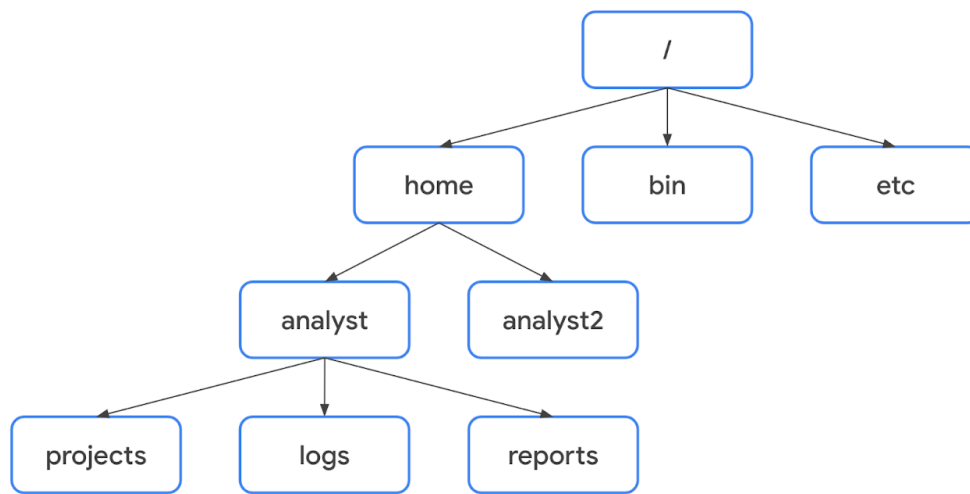 /
home
bin
etc
analyst
analyst2
projects
logs
reports